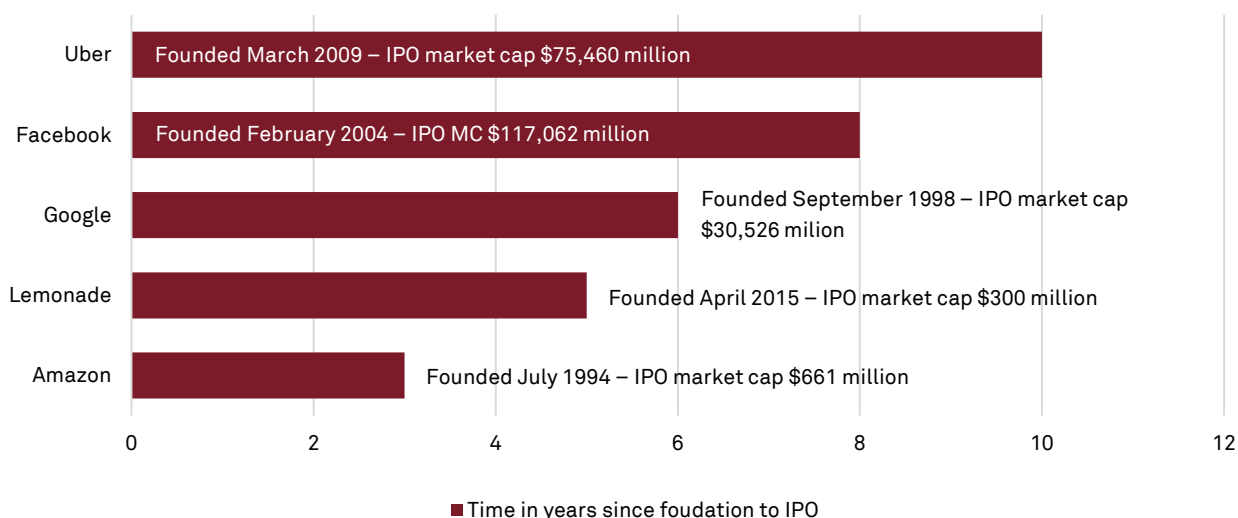 Uber
Founded March 2009 – IPO market cap $75,460 million
Facebook
Founded February 2004 – IPO MC $117,062 million
Google
Founded September 1998 – IPO market cap
$30,526 milion
Lemonade
Founded April 2015 – IPO market cap $300 million
Amazon
Founded July 1994 – IPO market cap $661 million
0 2 4 6 8 10 12
Time in years since foudation to IPO